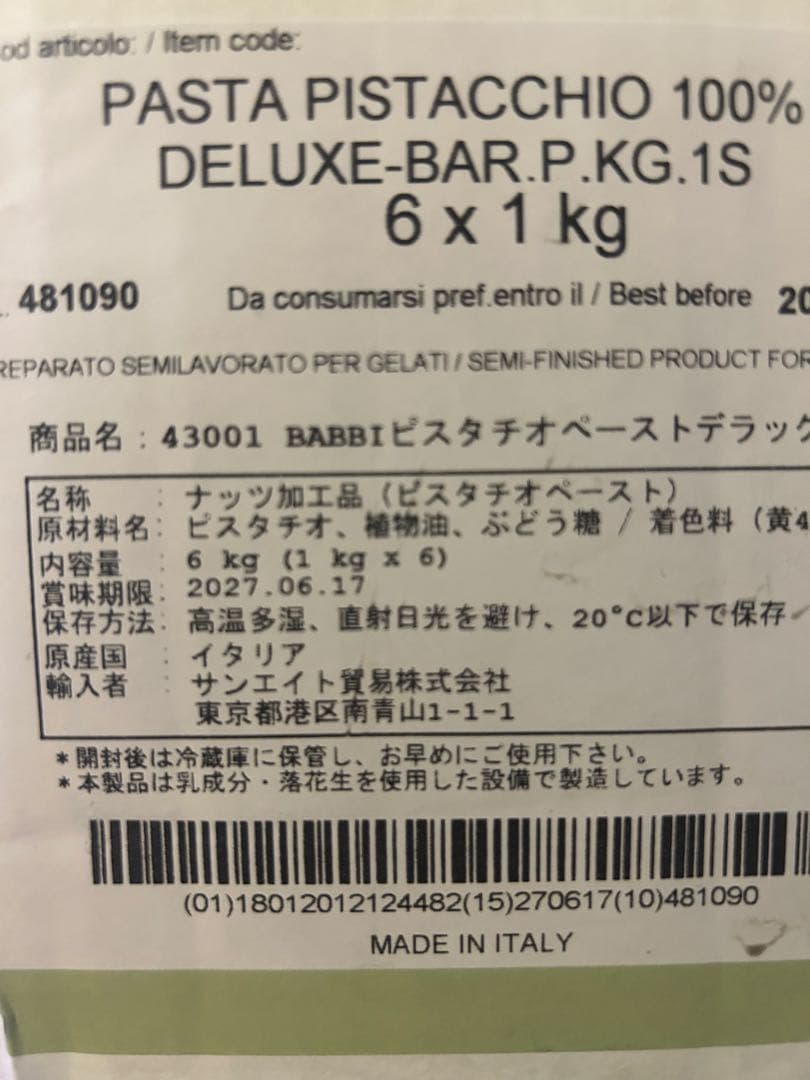 od articolo: / Item code:
PASTA PISTACCHIO 100%
DELUXE-BAR.P.KG.1S
6 x 1 kg
481090 Da consumarsi pref.entro il / Best before 20
REPARATO SEMILAVORATO PER GELATI / SEMI-FINISHED PRODUCT FOR
商品名 : 43001 BABBIピスタチオペーストデラック
名称 : ナッツ加工品 (ピスタチオペースト)
原材料名: ピスタチオ、植物油、ぶどう糖 / 着色料 (黄4
内容量 : 6 kg (1 kg x 6)
賞味期限: 2027.06.17
保存方法: 高温多湿、直射日光を避け、20°C以下で保存
原産国 : イタリア
輸入者 : サンエイト貿易株式会社
東京都港区南青山1-1-1
*開封後は冷蔵庫に保管し、お早めにご使用下さい。
*本製品は乳成分・落花生を使用した設備で製造しています。
(01)18012012124482(15)270617(10)481090
MADE IN ITALY